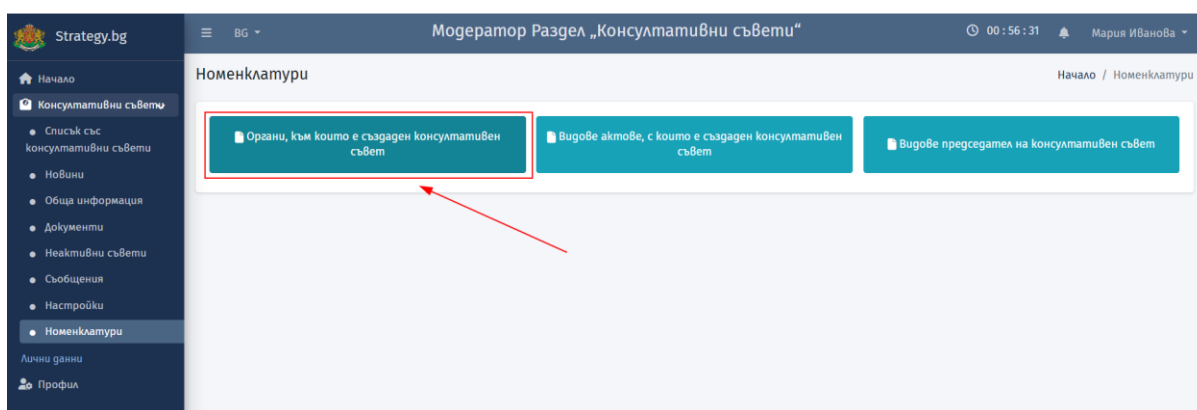 Strategy.bg
BG
Модератор Раздел „Консултативни съвети“
00:56:31
Мария Иванова
Начало
Консултативни съвети
Списък със
консултативни съвети
Новини
Обща информация
Документи
Неактивни съвети
Съобщения
Настройки
Номенклатури
Лични данни
Профил
Номенклатури
Начало / Номенклатури
Органи, към които е създаден консултативен
съвет
Видове актове, с които е създаден консултативен
съвет
Видове председател на консултативен съвет